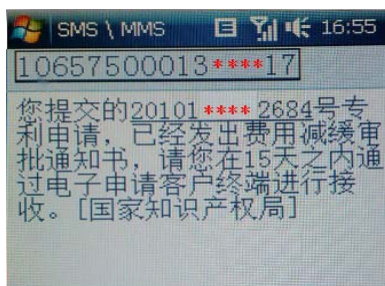 SMS \ MMS 16:55
10657500013****17
您提交的20101****2684号专
利申请，已经发出费用减缓审
批通知书，请您在15天之内通
过电子申请客户终端进行接
收。[国家知识产权局]